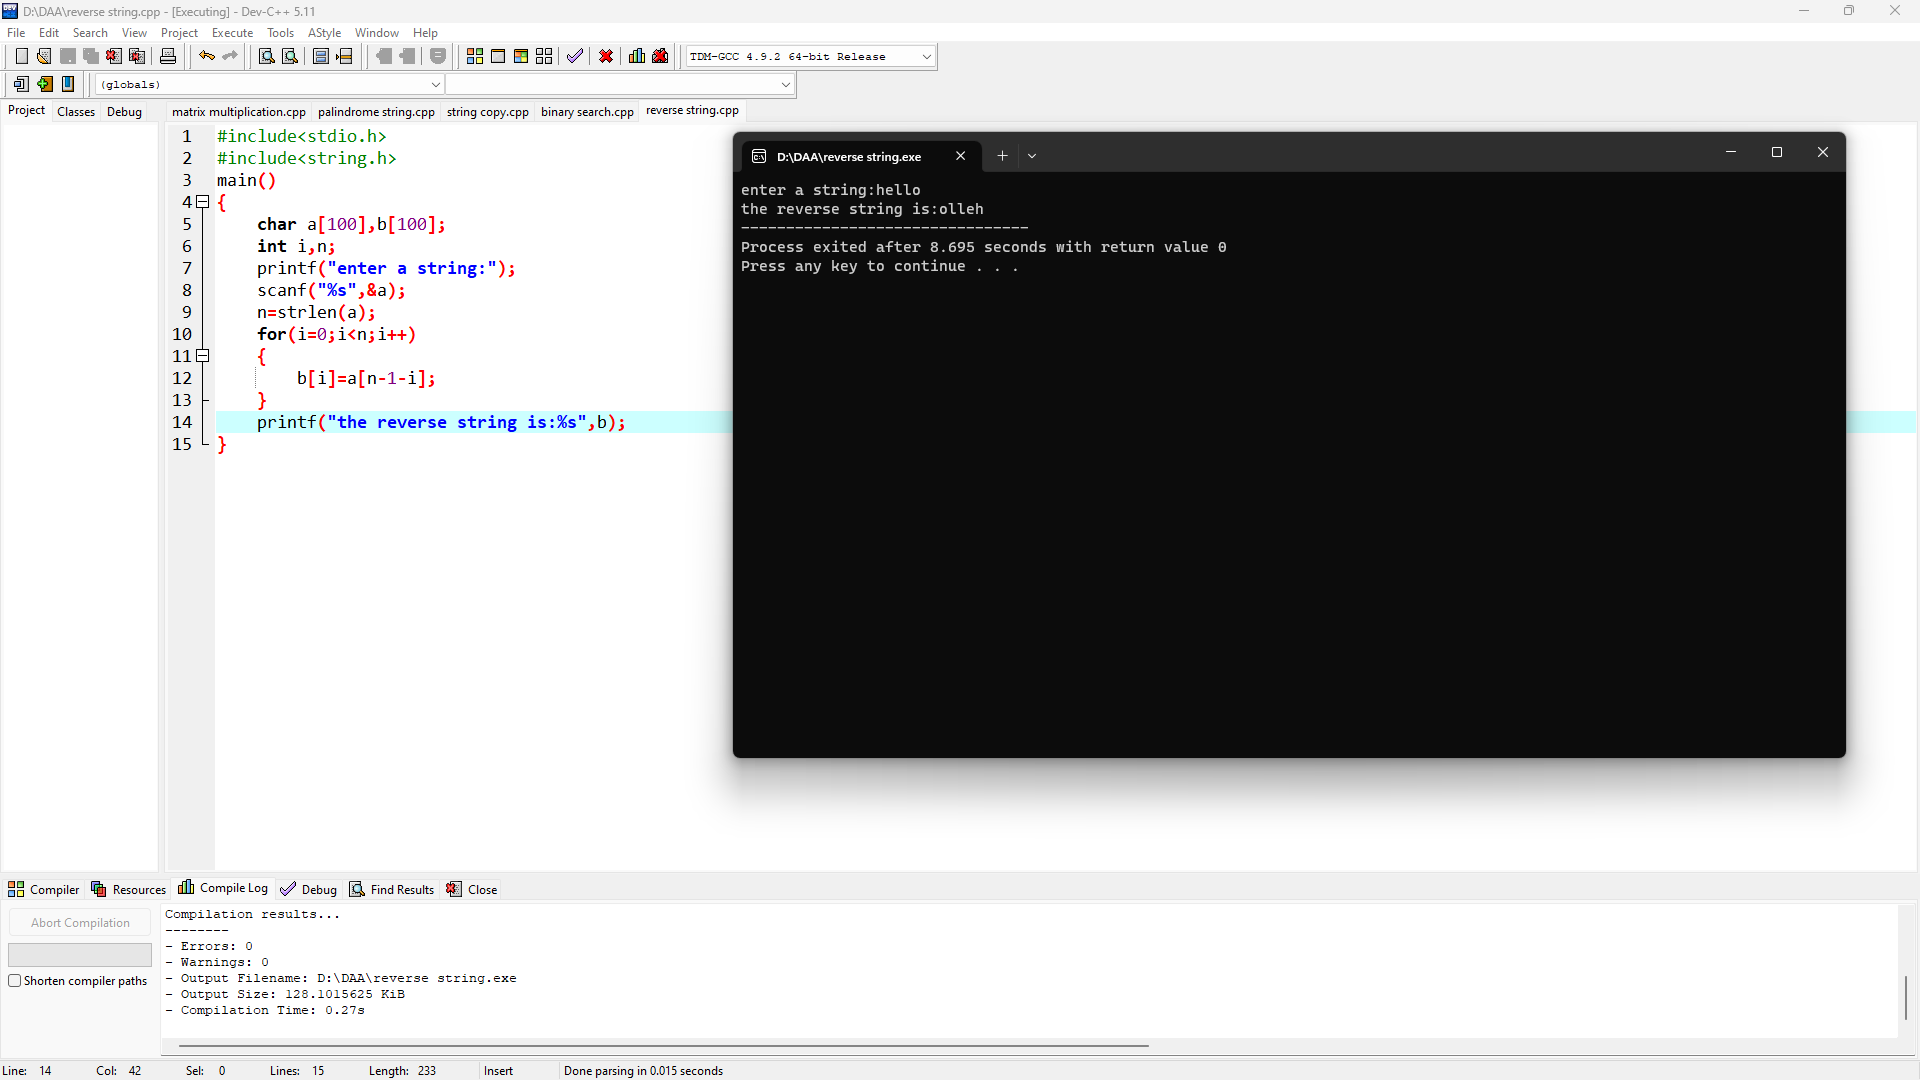 D:\DAA\reverse string.cpp - [Executing] - Dev-C++ 5.11
File Edit Search View Project Execute Tools AStyle Window Help
TDM-GCC 4.9.2 64-bit Release
(globals)
Project Classes Debug
matrix multiplication.cpp palindrome string.cpp string copy.cpp binary search.cpp reverse string.cpp
1 #include<stdio.h>
2 #include<string.h>
3 main()
4 {
5 char a[100],b[100];
6 int i,n;
7 printf("enter a string:");
8 scanf("%s",&a);
9 n=strlen(a);
10 for(i=0;i<n;i++)
11 {
12 b[i]=a[n-1-i];
13 }
14 printf("the reverse string is:%s",b);
15 }
D:\DAA\reverse string.exe
enter a string:hello
the reverse string is:olleh
--------------------------------
Process exited after 8.695 seconds with return value 0
Press any key to continue . . .
Compiler Resources Compile Log Debug Find Results Close
Abort Compilation
Shorten compiler paths
Compilation results...
--------
- Errors: 0
- Warnings: 0
- Output Filename: D:\DAA\reverse string.exe
- Output Size: 128.1015625 KiB
- Compilation Time: 0.27s
Line: 14 Col: 42 Sel: 0 Lines: 15 Length: 233 Insert Done parsing in 0.015 seconds